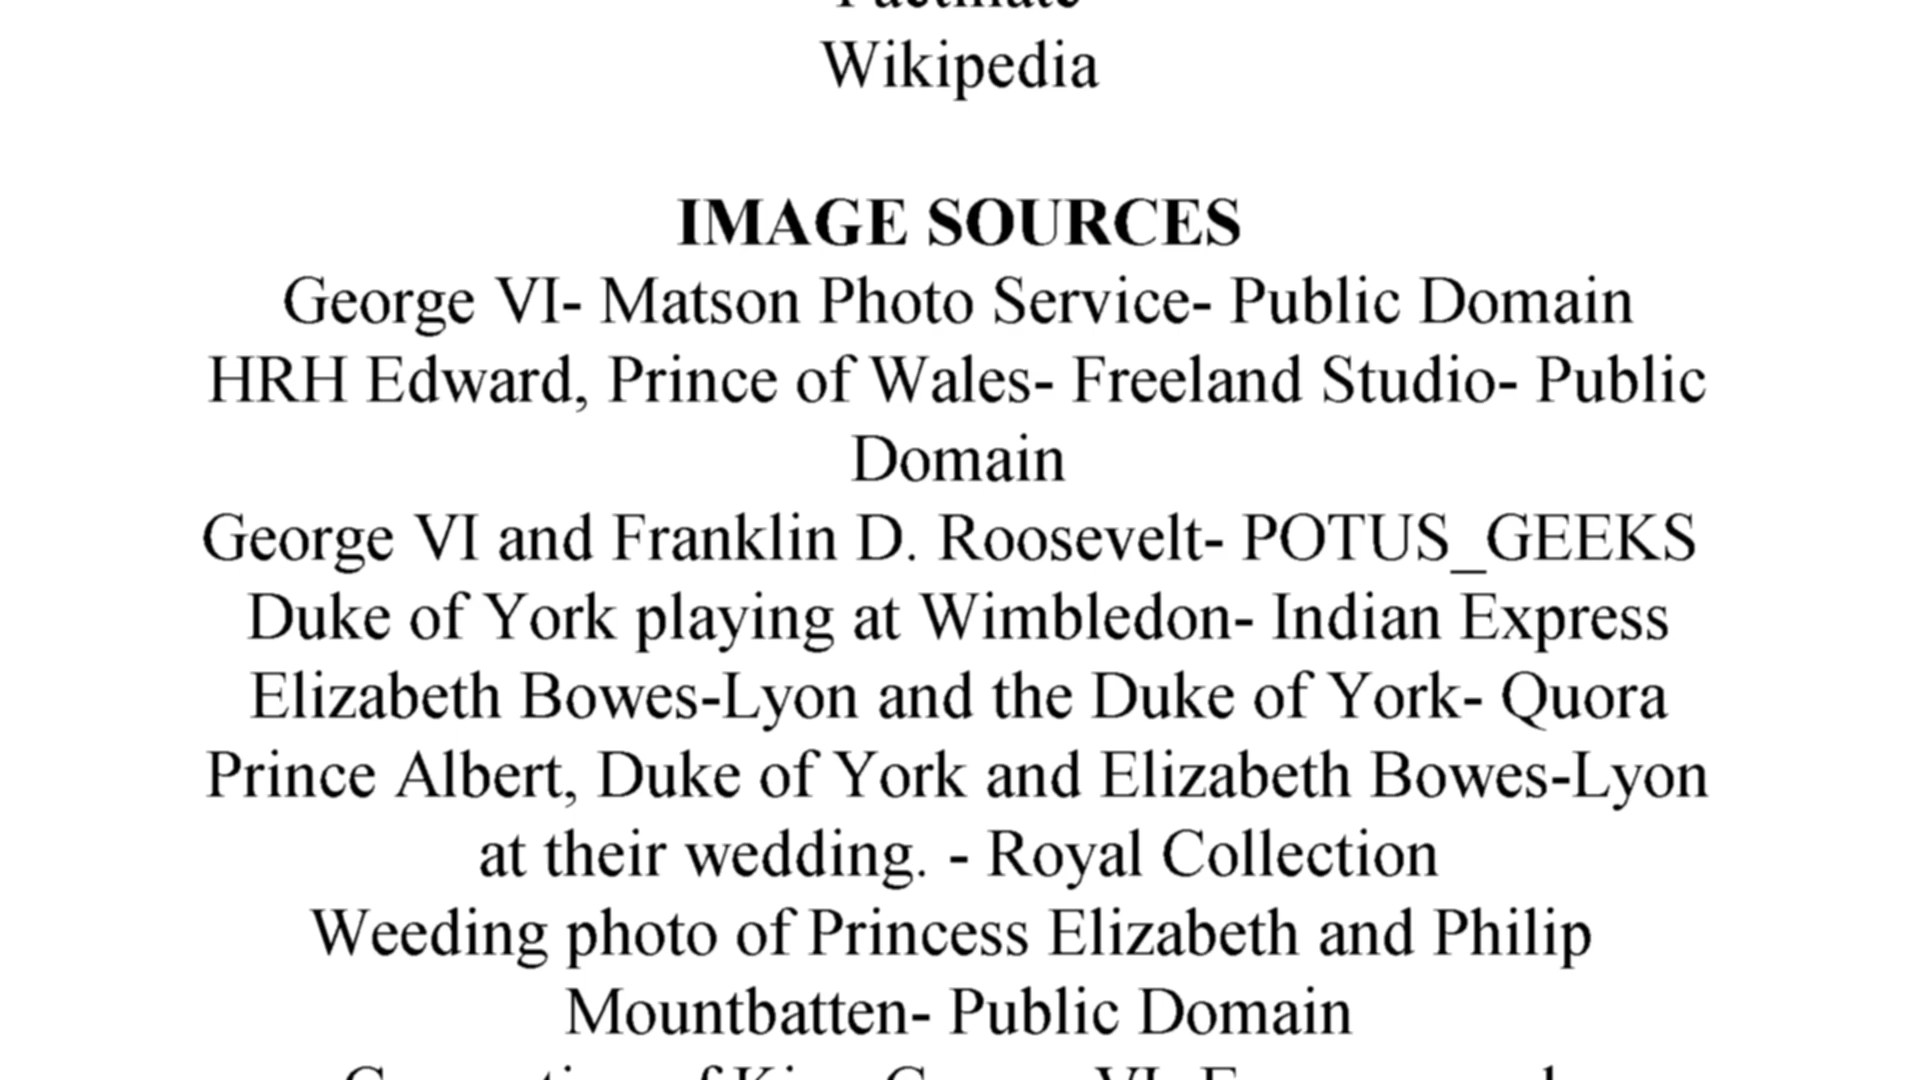 Factinate
Wikipedia
IMAGE SOURCES
George VI- Matson Photo Service- Public Domain
HRH Edward, Prince of Wales- Freeland Studio- Public
Domain
George VI and Franklin D. Roosevelt- POTUS_GEEKS
Duke of York playing at Wimbledon- Indian Express
Elizabeth Bowes-Lyon and the Duke of York- Quora
Prince Albert, Duke of York and Elizabeth Bowes-Lyon
at their wedding. - Royal Collection
Weeding photo of Princess Elizabeth and Philip
Mountbatten- Public Domain